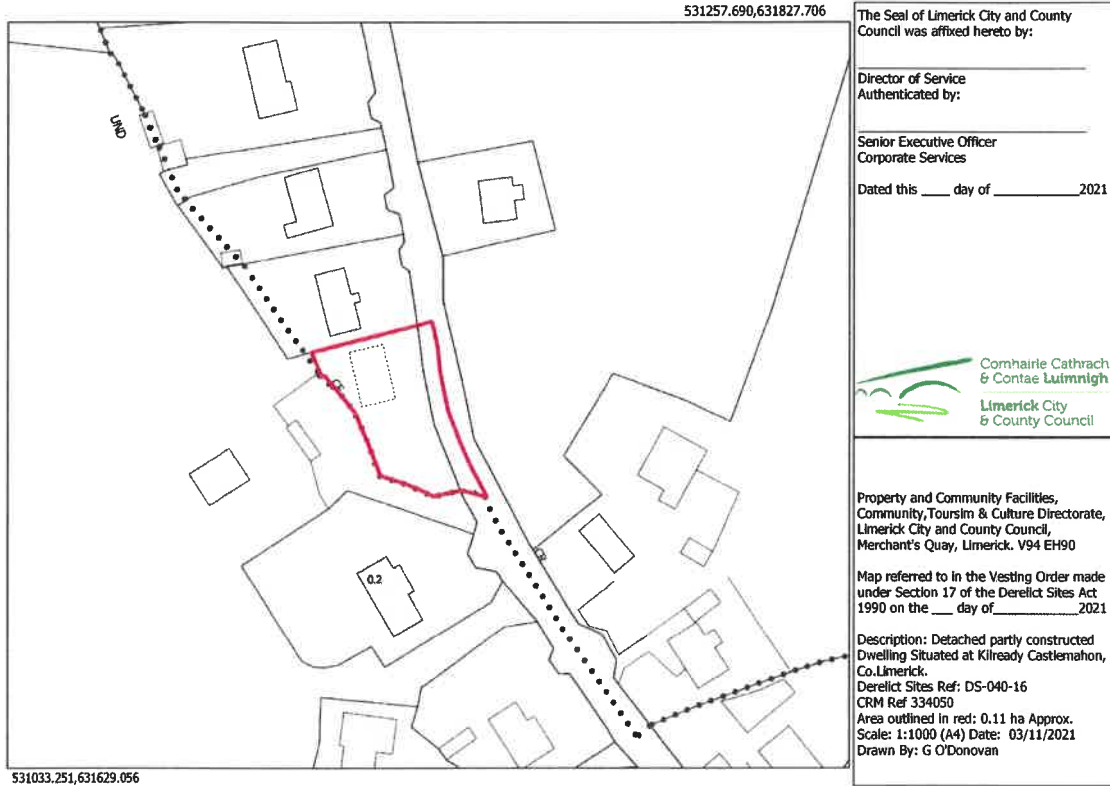 531257.690,631827.706
The Seal of Limerick City and County
Council was affixed hereto by:
Director of Service
Authenticated by:
Senior Executive Officer
Corporate Services
Dated this ____ day of ____________2021
Comhairle Cathrach
& Contae Luimnigh
Limerick City
& County Council
Property and Community Facilities,
Community,Toursim & Culture Directorate,
Limerick City and County Council,
Merchant's Quay, Limerick. V94 EH90
Map referred to in the Vesting Order made
under Section 17 of the Derelict Sites Act
1990 on the ___ day of____________2021
Description: Detached partly constructed
Dwelling Situated at Kilready Castlemahon,
Co.Limerick.
Derelict Sites Ref: DS-040-16
CRM Ref 334050
Area outlined in red: 0.11 ha Approx.
Scale: 1:1000 (A4) Date: 03/11/2021
Drawn By: G O'Donovan
UND
CR
0.2
531033.251,631629.056